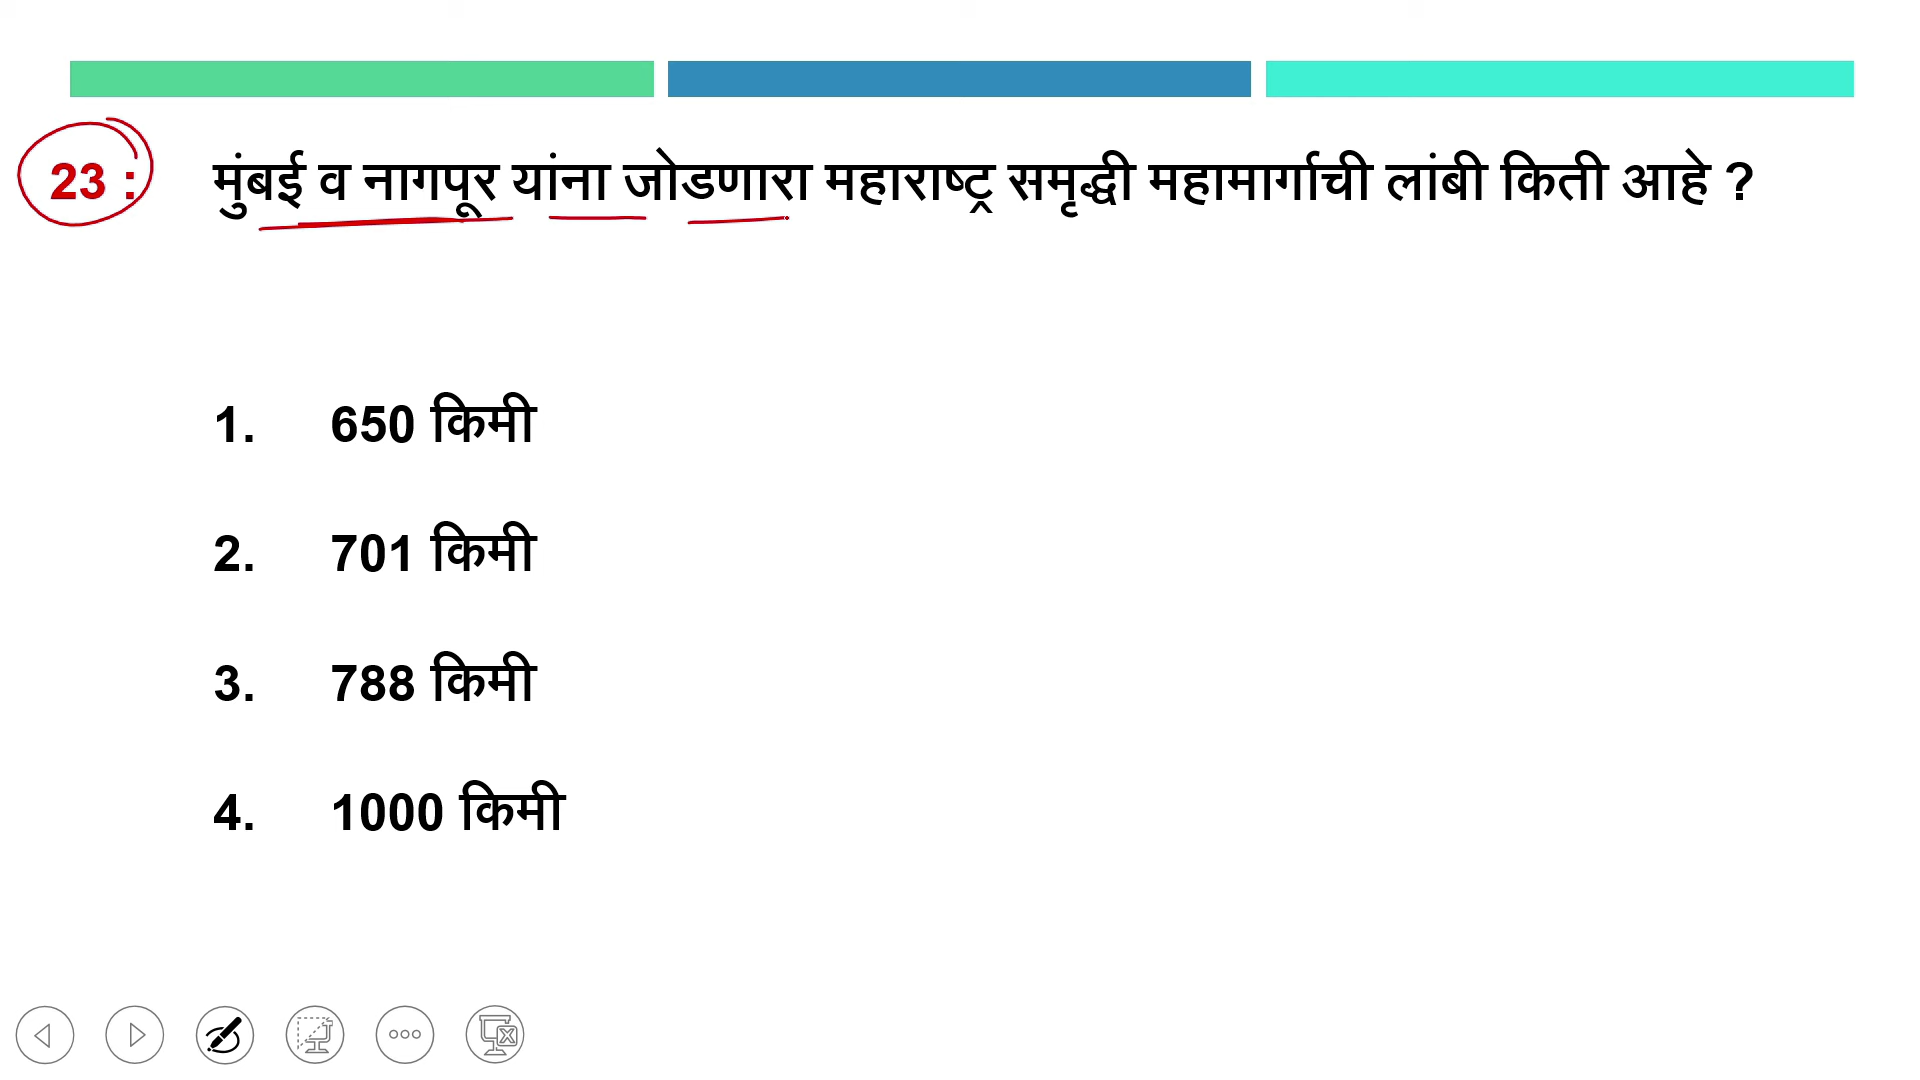 23 : मुंबई व नागपूर यांना जोडणारा महाराष्ट्र समृद्धी महामार्गाची लांबी किती आहे ?
1. 650 किमी
2. 701 किमी
3. 788 किमी
4. 1000 किमी